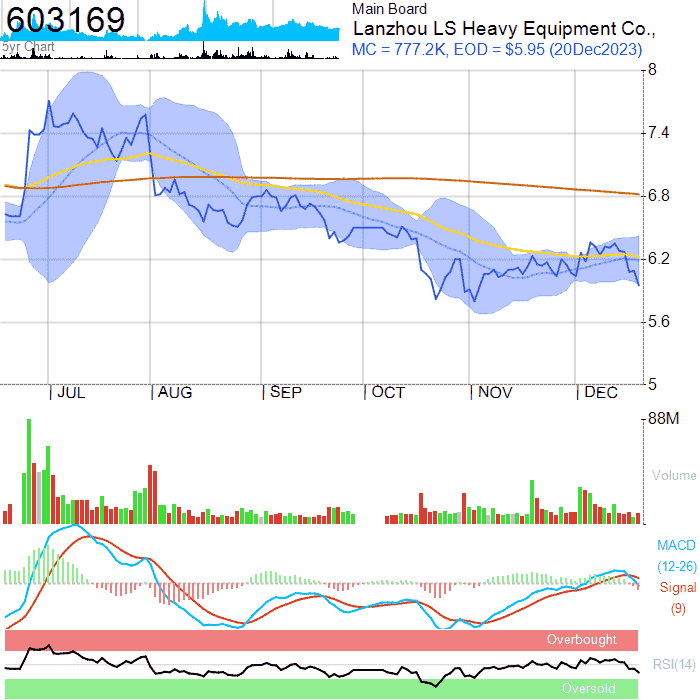 603169
Main Board
Lanzhou LS Heavy Equipment Co.,
5yr Chart
MC = 777.2K, EOD = $5.95 (20Dec2023)
8
7.4
6.8
6.2
5.6
5
JUL AUG SEP OCT NOV DEC
88M
Volume
MACD
(12-26)
Signal
(9)
Overbought
RSI(14)
Oversold